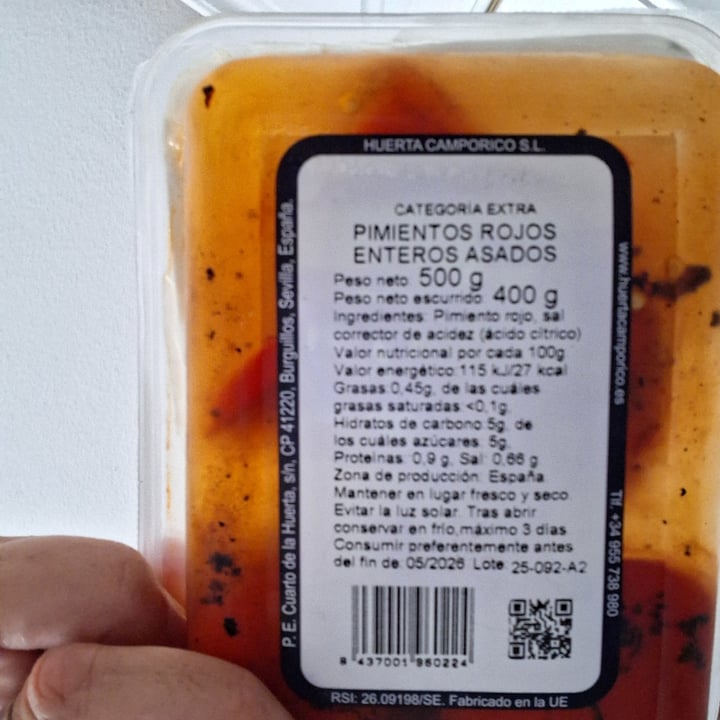 HUERTA CAMPORICO S.L.
CATEGORÍA EXTRA
PIMIENTOS ROJOS
ENTEROS ASADOS
Peso neto: 500 g
Peso neto escurrido: 400 g
Ingredientes: Pimiento rojo, sal
corrector de acidez (ácido cítrico)
Valor nutricional por cada 100g
Valor energético:115 kJ/27 kcal
Grasas:0,45g, de las cuáles
grasas saturadas:<0,1g.
Hidratos de carbono:5g, de
los cuáles azúcares: 5g.
Proteínas: 0,9 g. Sal: 0,66 g
Zona de producción: España
Mantener en lugar fresco y seco.
Evitar la luz solar. Tras abrir
conservar en frío,máximo 3 días
Consumir preferentemente antes
del fin de: 05/2026 Lote: 25-092-A2
8 437001 960224
RSI: 26.09198/SE. Fabricado en la UE
P. E. Cuarto de la Huerta, s/n, CP 41220, Burguillos, Sevilla, España.
www.huertacamporico.es
Tlf. +34 955 738 980